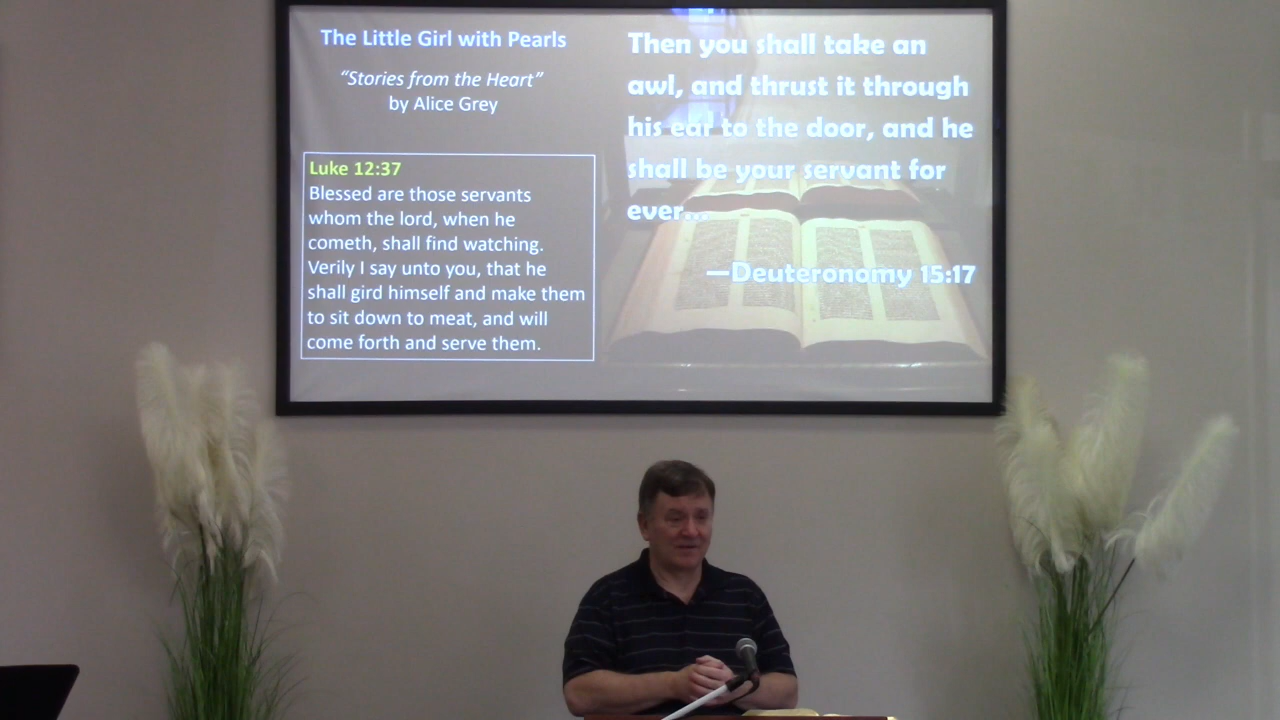 The Little Girl with Pearls
“Stories from the Heart”
by Alice Grey
Luke 12:37
Blessed are those servants
whom the lord, when he
cometh, shall find watching.
Verily I say unto you, that he
shall gird himself and make them
to sit down to meat, and will
come forth and serve them.
Then you shall take an
awl, and thrust it through
his ear to the door, and he
shall be your servant for
ever...
—Deuteronomy 15:17